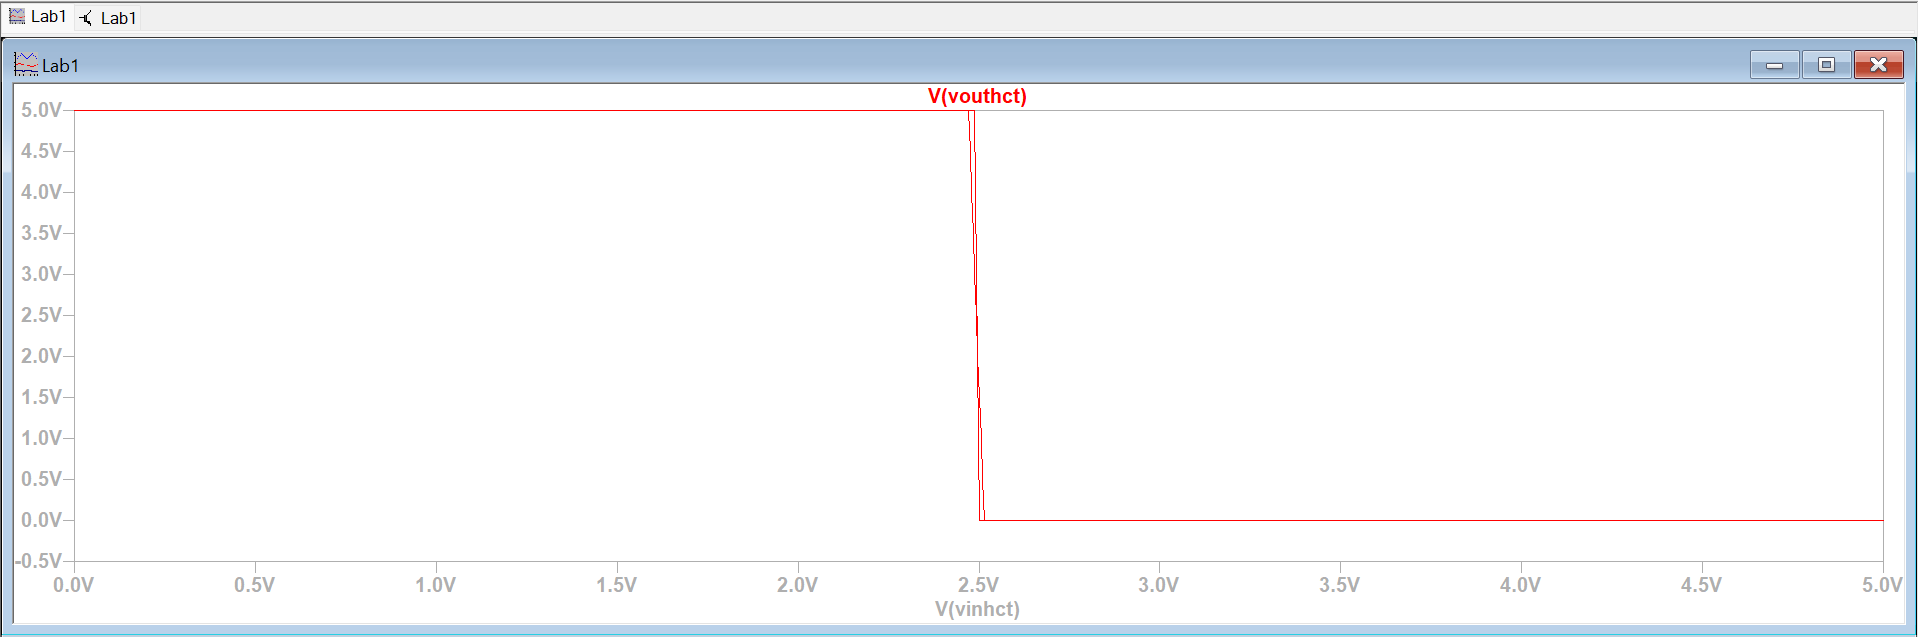 Lab1 Lab1
Lab1
V(vouthct)
5.0V
4.5V
4.0V
3.5V
3.0V
2.5V
2.0V
1.5V
1.0V
0.5V
0.0V
-0.5V
0.0V 0.5V 1.0V 1.5V 2.0V 2.5V 3.0V 3.5V 4.0V 4.5V 5.0V
V(vinhct)